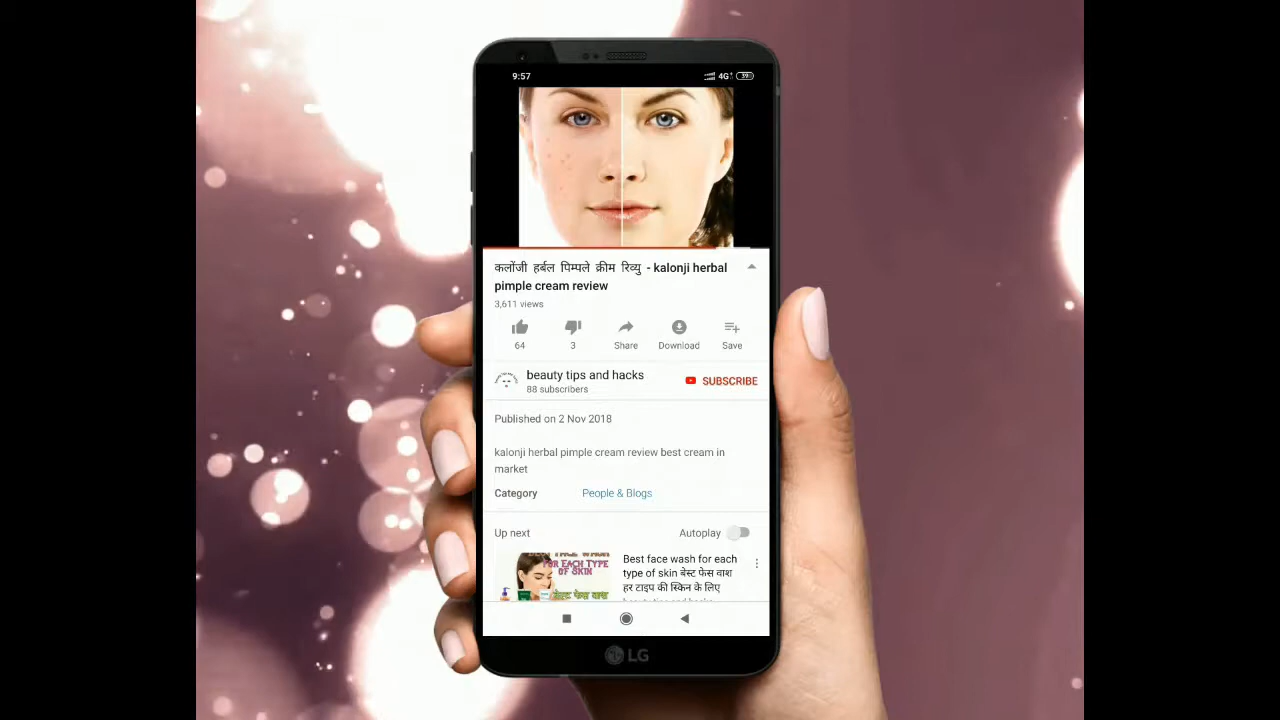 9:57
4G
39
कलोंजी हर्बल पिम्पले क्रीम रिव्यु - kalonji herbal
pimple cream review
3,611 views
64
3
Share
Download
Save
beauty tips and hacks
88 subscribers
SUBSCRIBE
Published on 2 Nov 2018
kalonji herbal pimple cream review best cream in
market
Category
People & Blogs
Up next
Autoplay
FOR EACH TYPE
OF SKIN
बेस्ट फेस वाश
Best face wash for each
type of skin बेस्ट फेस वाश
हर टाइप की स्किन के लिए
LG